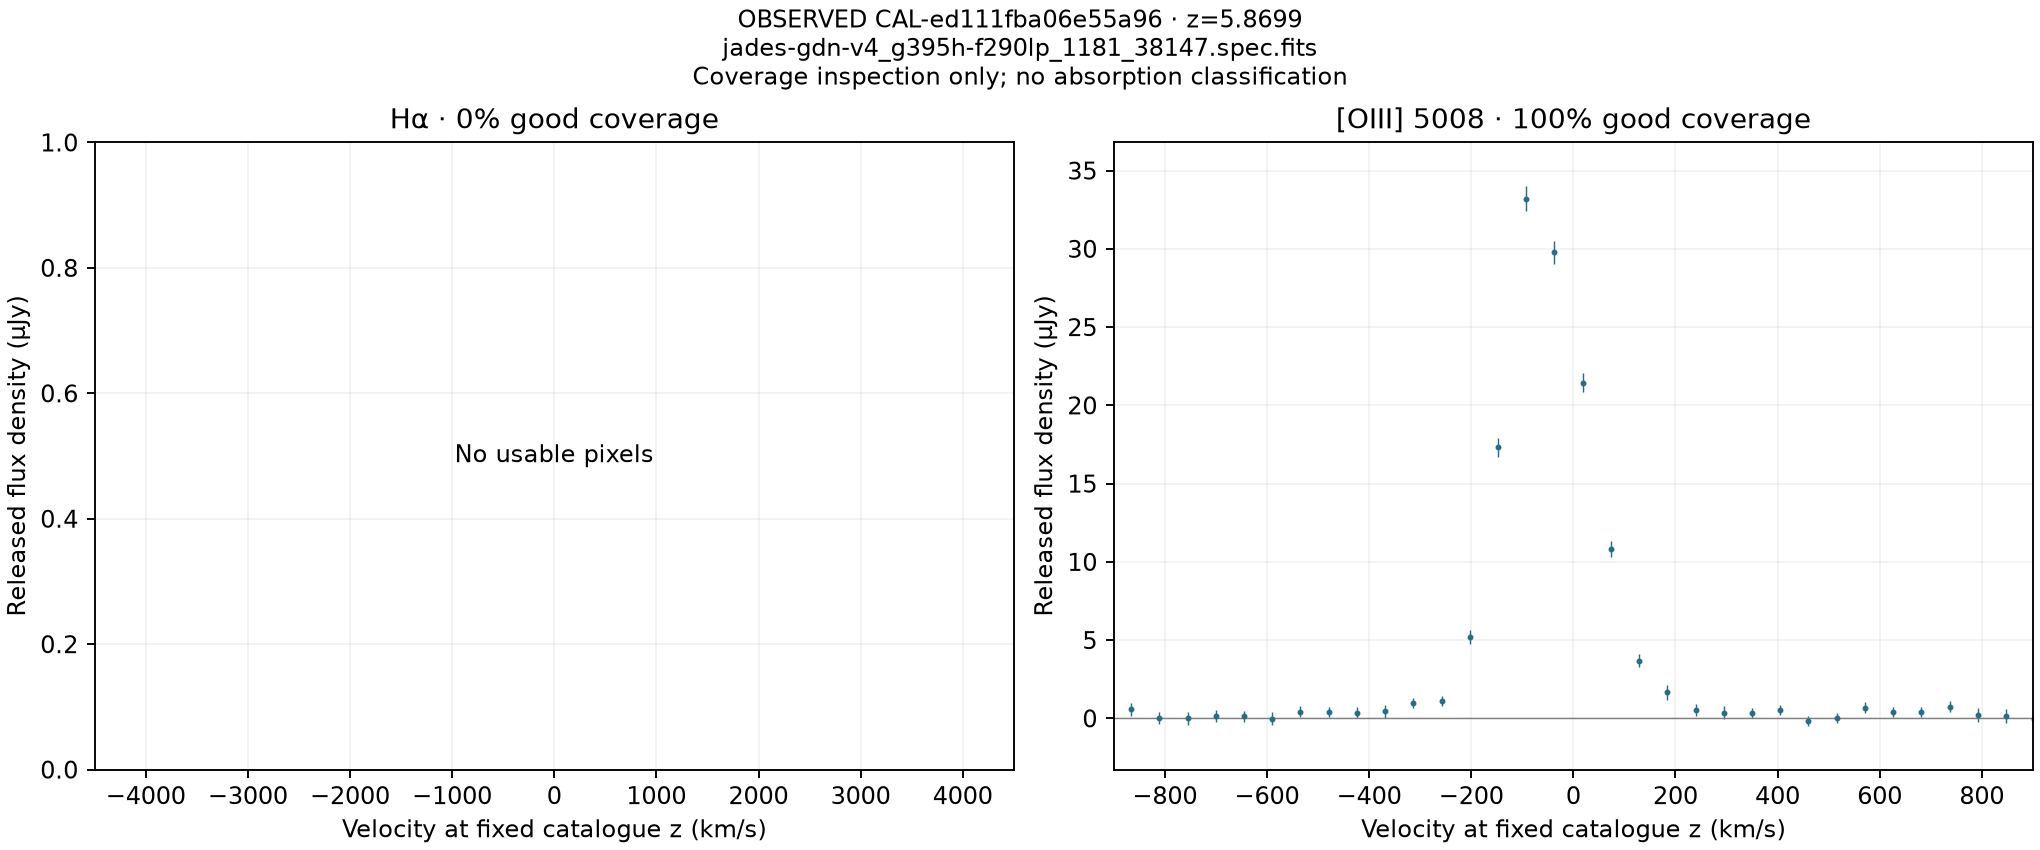 OBSERVED CAL-ed111fba06e55a96 · z=5.8699
jades-gdn-v4_g395h-f290lp_1181_38147.spec.fits
Coverage inspection only; no absorption classification
Hα · 0% good coverage
1.0
0.8
0.6
0.4
0.2
0.0
Released flux density (μJy)
No usable pixels
−4000 −3000 −2000 −1000 0 1000 2000 3000 4000
Velocity at fixed catalogue z (km/s)
[OIII] 5008 · 100% good coverage
35
30
25
20
15
10
5
0
Released flux density (μJy)
−800 −600 −400 −200 0 200 400 600 800
Velocity at fixed catalogue z (km/s)